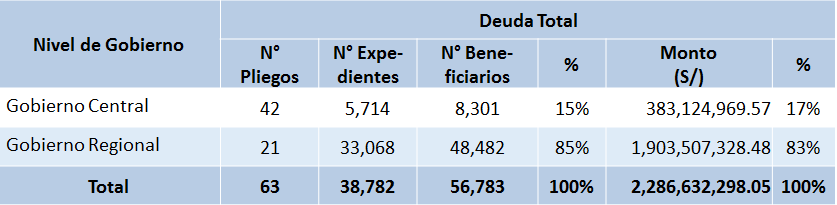 Nivel de Gobierno Deuda Total
N° Pliegos N° Expe-dientes N° Bene-ficiarios % Monto (S/) %
Gobierno Central 42 5,714 8,301 15% 383,124,969.57 17%
Gobierno Regional 21 33,068 48,482 85% 1,903,507,328.48 83%
Total 63 38,782 56,783 100% 2,286,632,298.05 100%